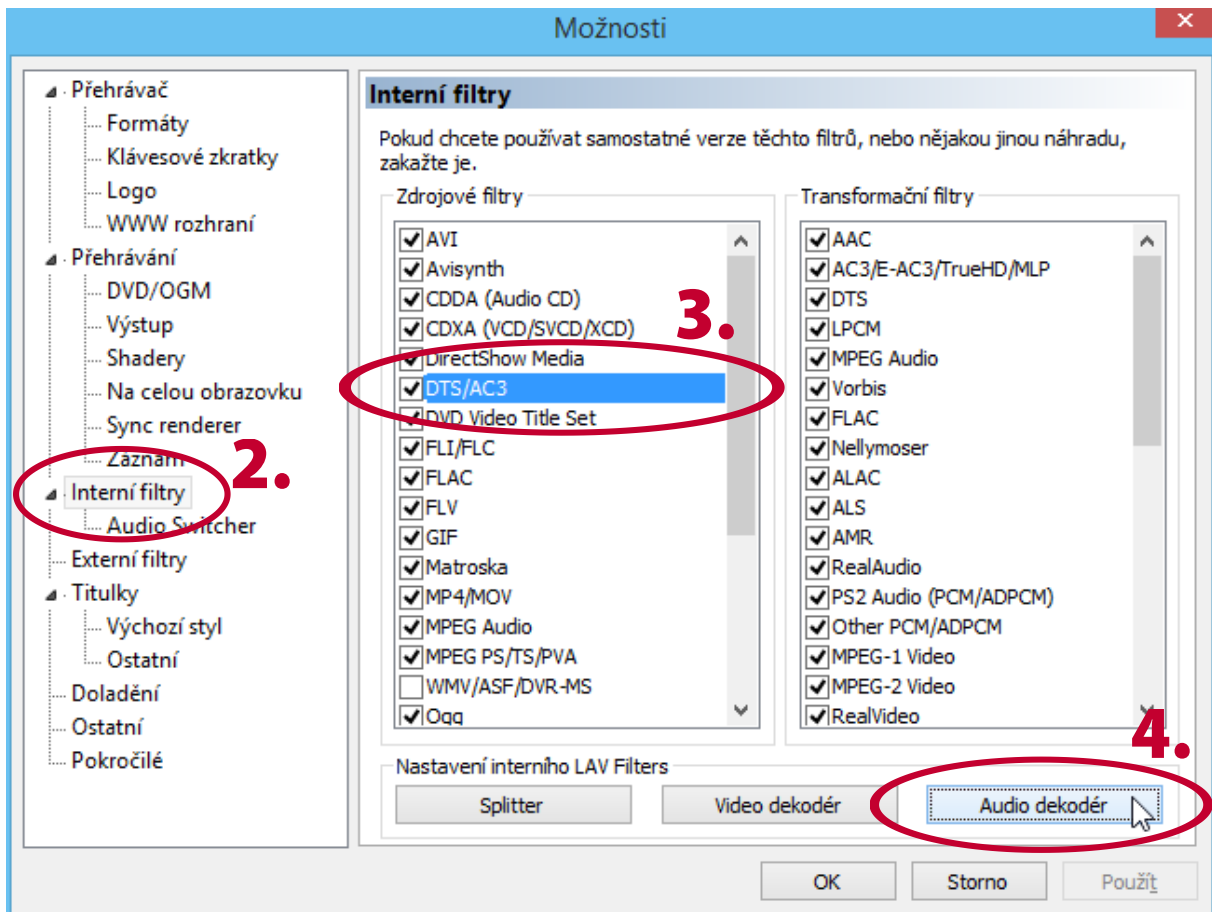 Možnosti
Přehrávač
Formáty
Klávesové zkratky
Logo
WWW rozhraní
Přehrávání
DVD/OGM
Výstup
Shadery
Na celou obrazovku
Sync renderer
Záznam
2.
Interní filtry
Audio Switcher
Externí filtry
Titulky
Výchozí styl
Ostatní
Doladění
Ostatní
Pokročilé
Interní filtry
Pokud chcete používat samostatné verze těchto filtrů, nebo nějakou jinou náhradu,
zakažte je.
Zdrojové filtry
AVI
Avisynth
CDDA (Audio CD)
CDXA (VCD/SVCD/XCD)
3.
DirectShow Media
DTS/AC3
DVD Video Title Set
FLI/FLC
FLAC
FLV
GIF
Matroska
MP4/MOV
MPEG Audio
MPEG PS/TS/PVA
WMV/ASF/DVR-MS
Ogg
Transformační filtry
AAC
AC3/E-AC3/TrueHD/MLP
DTS
LPCM
MPEG Audio
Vorbis
FLAC
Nellymoser
ALAC
ALS
AMR
RealAudio
PS2 Audio (PCM/ADPCM)
Other PCM/ADPCM
MPEG-1 Video
MPEG-2 Video
RealVideo
4.
Nastavení interního LAV Filters
Splitter
Video dekodér
Audio dekodér
OK
Storno
Použít